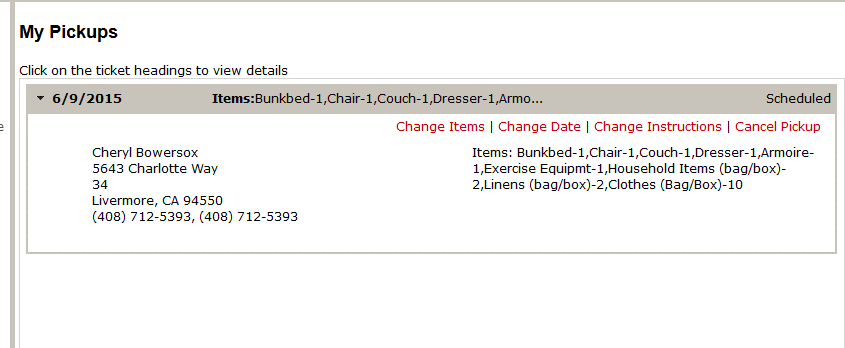 My Pickups
Click on the ticket headings to view details
6/9/2015 Items:Bunkbed-1,Chair-1,Couch-1,Dresser-1,Armo... Scheduled
Change Items | Change Date | Change Instructions | Cancel Pickup
Cheryl Bowersox
5643 Charlotte Way
34
Livermore, CA 94550
(408) 712-5393, (408) 712-5393
Items: Bunkbed-1,Chair-1,Couch-1,Dresser-1,Armoire-
1,Exercise Equipmt-1,Household Items (bag/box)-
2,Linens (bag/box)-2,Clothes (Bag/Box)-10